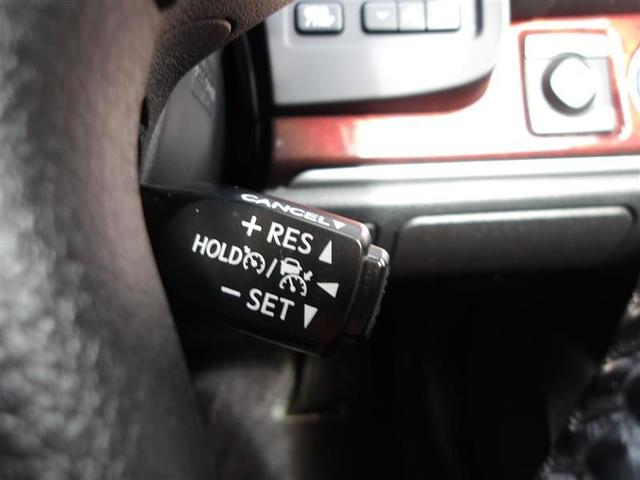 CANCEL
+ RES
HOLD /
− SET